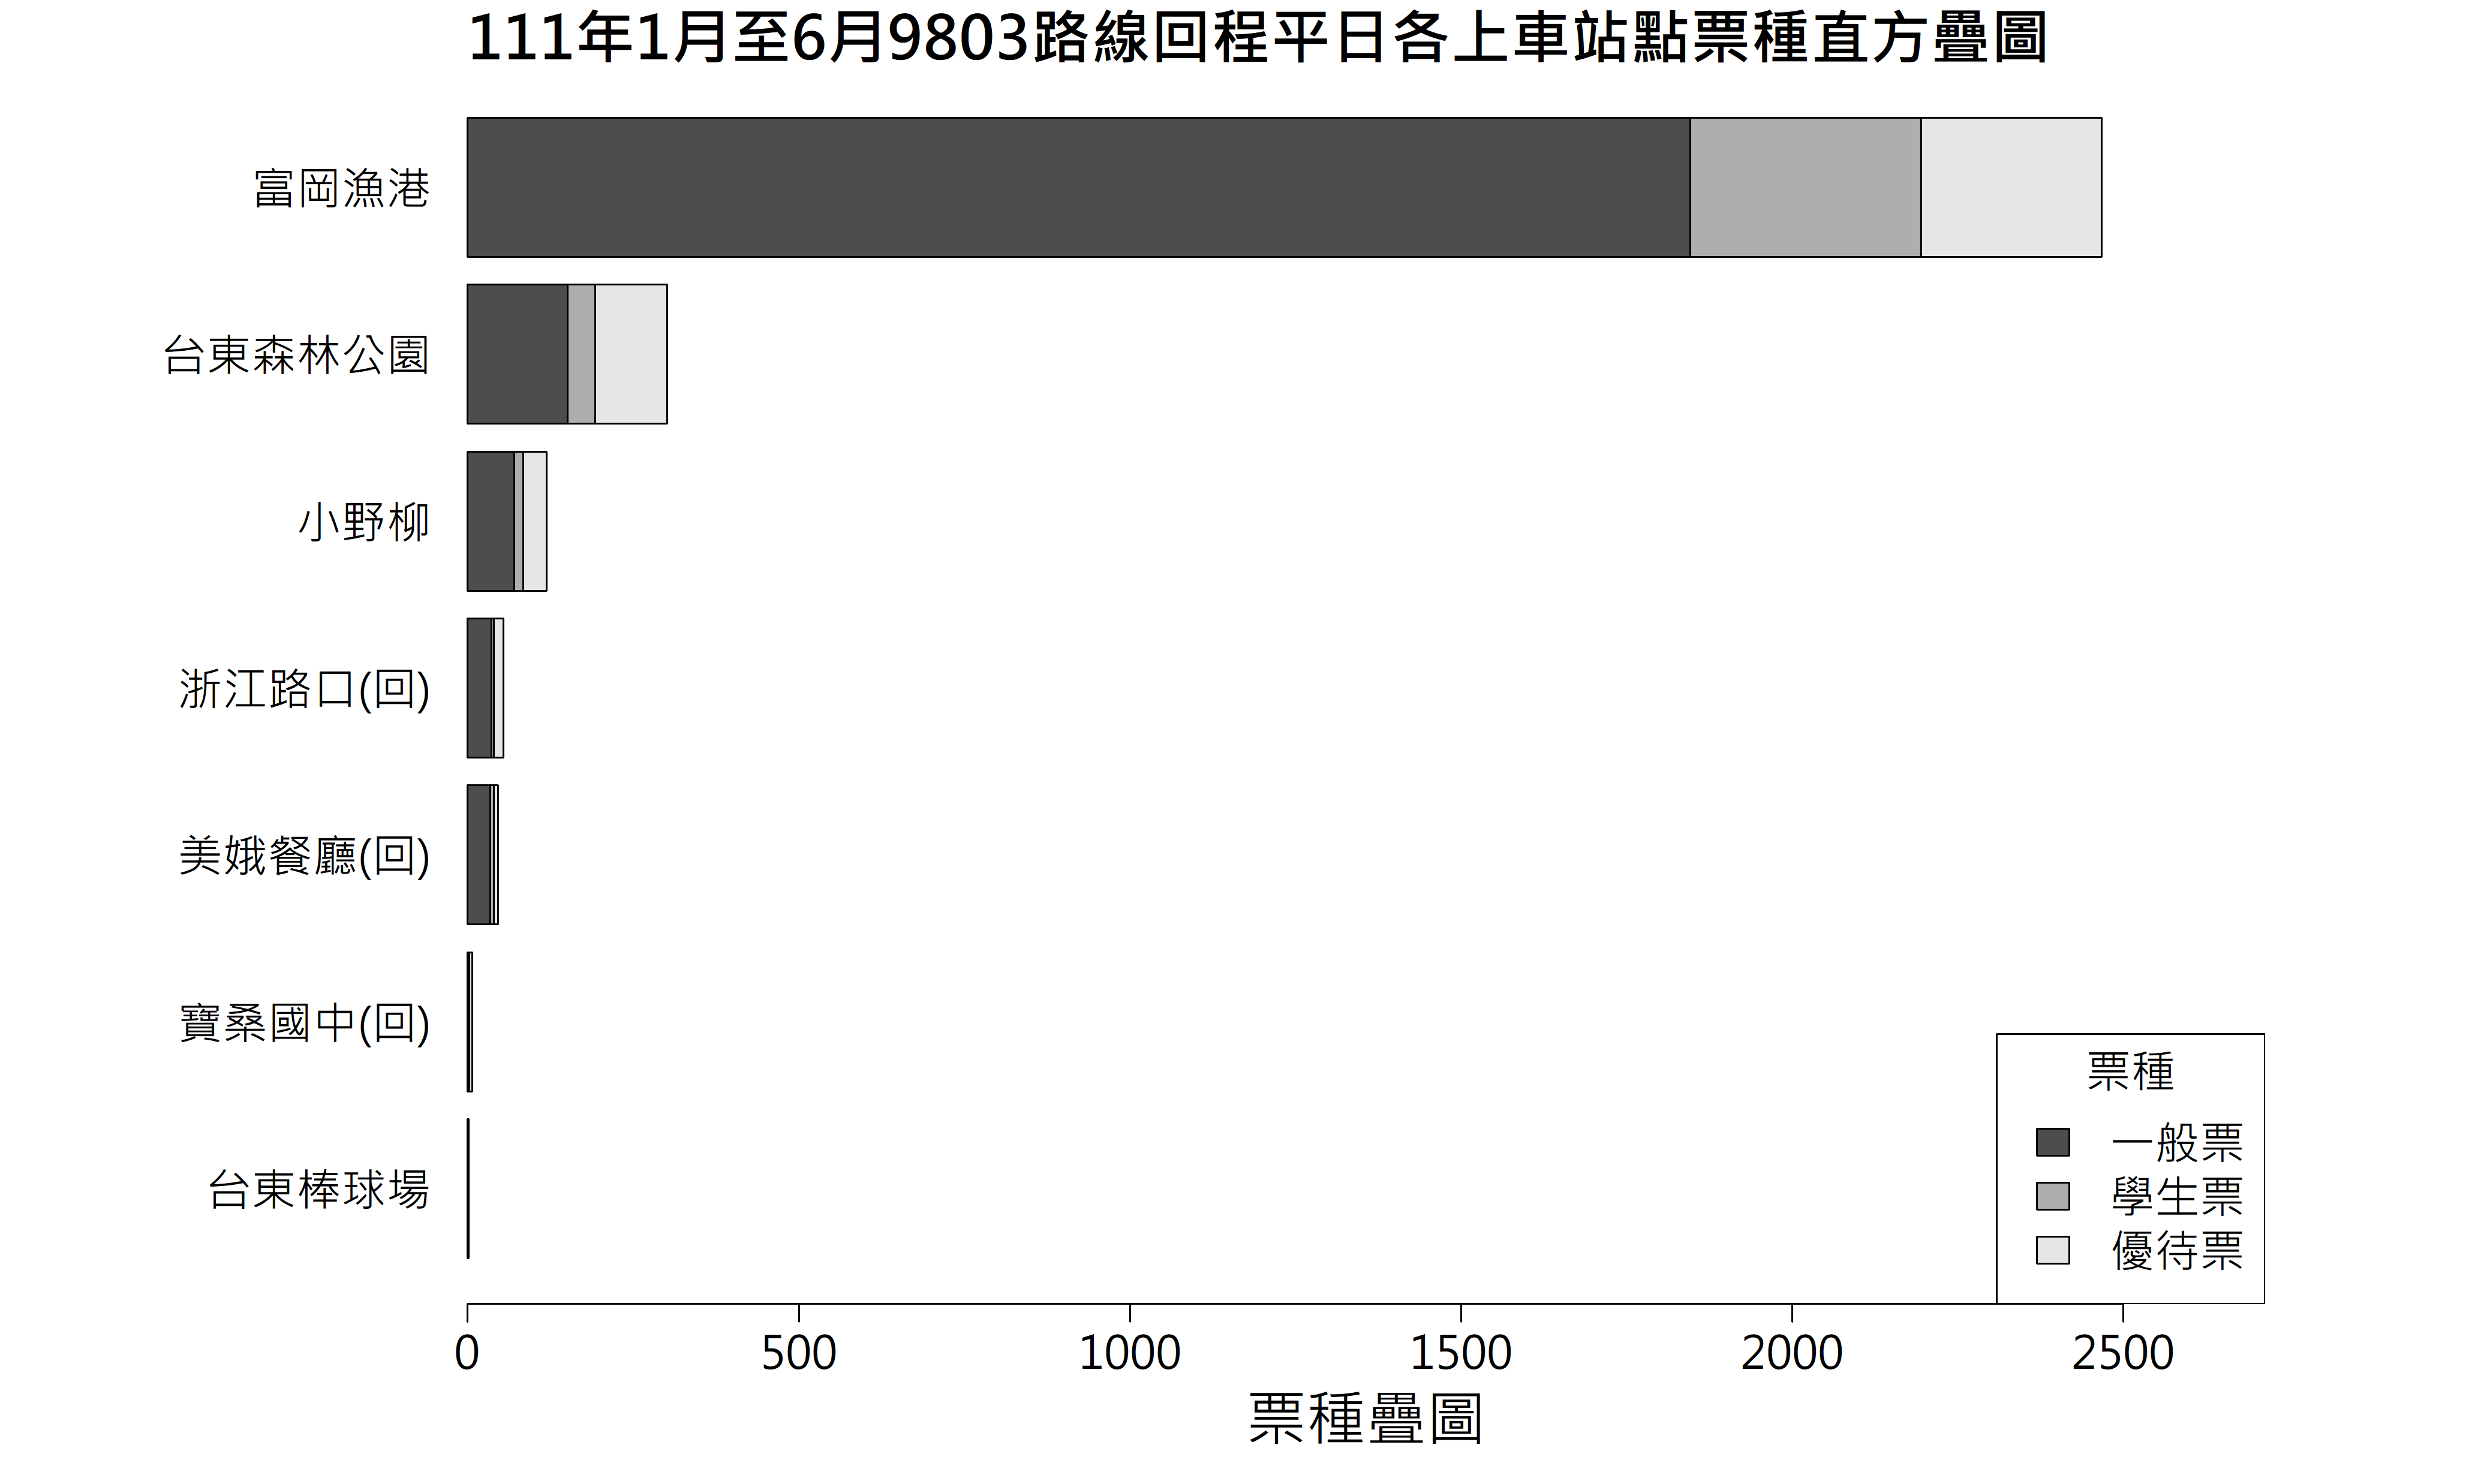 111年1月至6月9803路線回程平日各上車站點票種直方疊圖
富岡漁港
台東森林公園
小野柳
浙江路口(回)
美娥餐廳(回)
寶桑國中(回)
台東棒球場
票種
一般票
學生票
優待票
0 500 1000 1500 2000 2500
票種疊圖